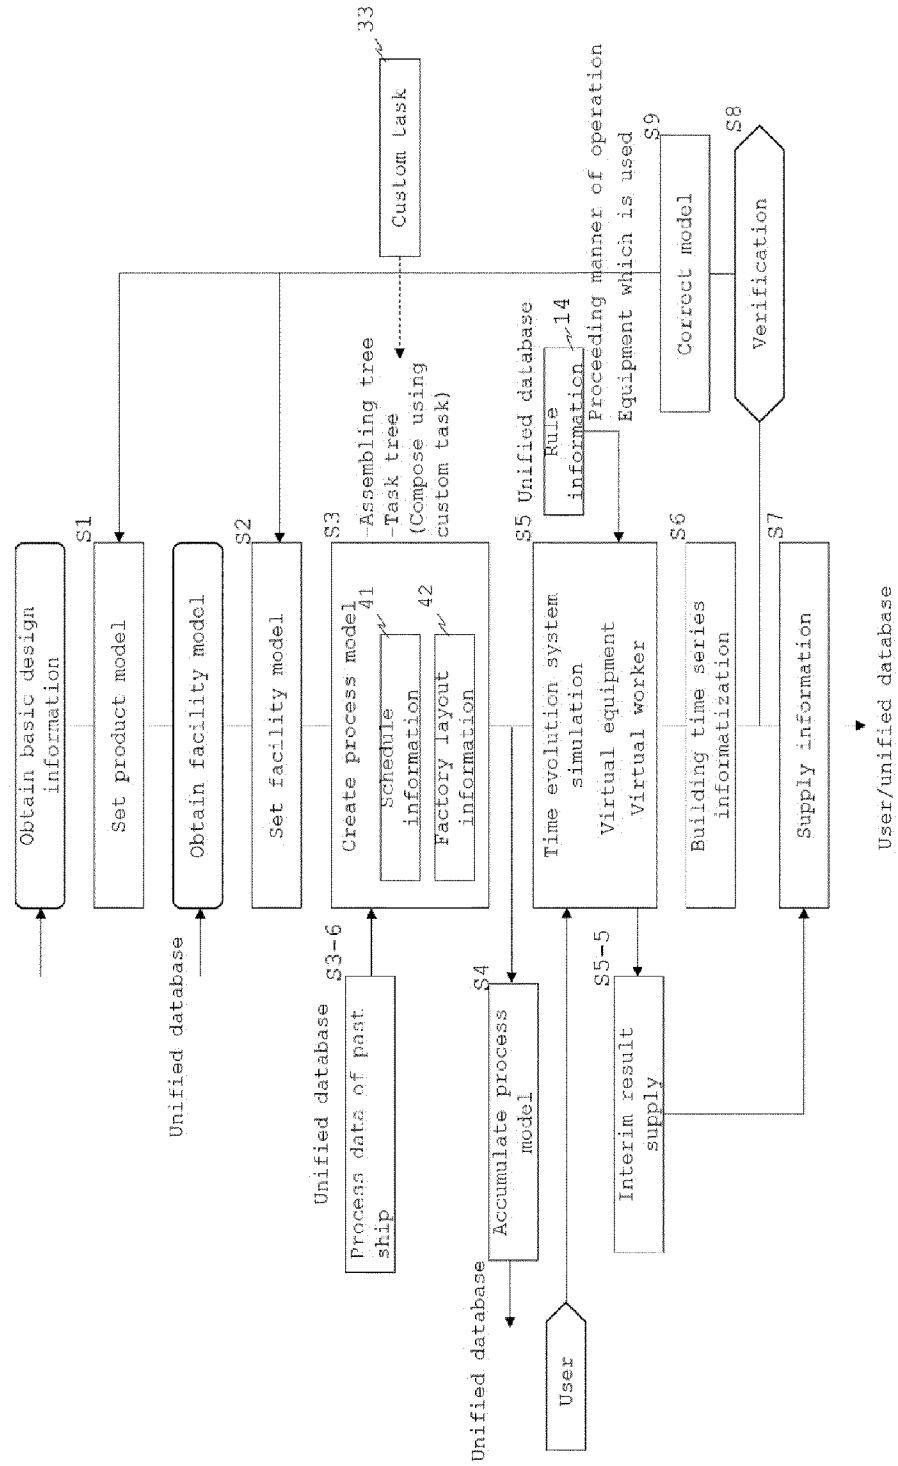 Obtain basic design
information
S1
Set product model
Unified database
Obtain facility model
S2
Set facility model
Unified database
S3-6
Process data of past
ship
S3
Create process model
41
Schedule
information
42
Factory layout
information
-Assembling tree
-Task tree
(Compose using
custom task)
33
Custom task
S4
Accumulate process
model
Unified database
User
S5
Time evolution system
simulation
Virtual equipment
Virtual worker
Unified database
14
Rule
information
Proceeding manner of operation
Equipment which is used
S5-5
Interim result
supply
S6
Building time series
informatization
S9
Correct model
S8
Verification
S7
Supply information
User/unified database